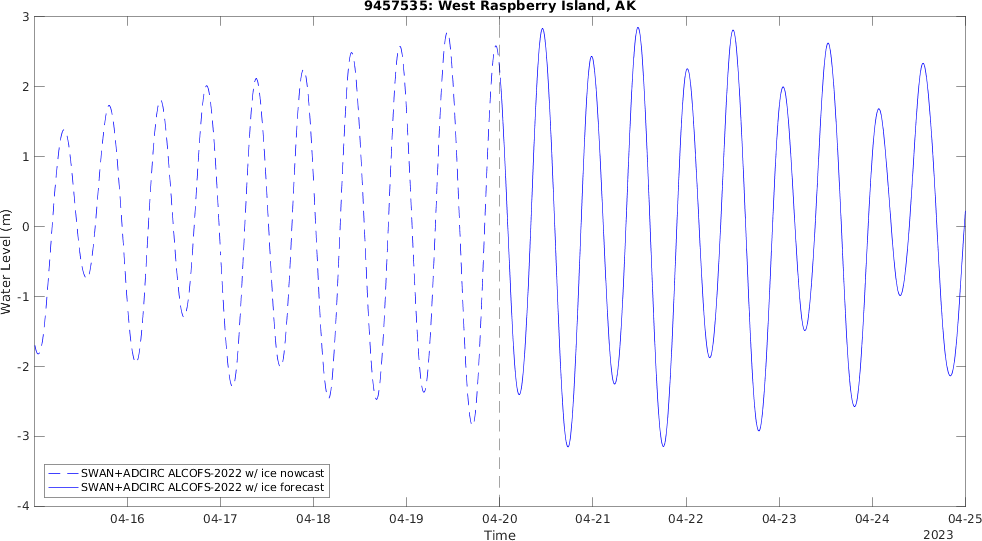 9457535: West Raspberry Island, AK
3
2
1
0
-1
-2
-3
-4
Water Level (m)
SWAN+ADCIRC ALCOFS-2022 w/ ice nowcast
SWAN+ADCIRC ALCOFS-2022 w/ ice forecast
04-16 04-17 04-18 04-19 04-20 04-21 04-22 04-23 04-24 04-25
Time 2023